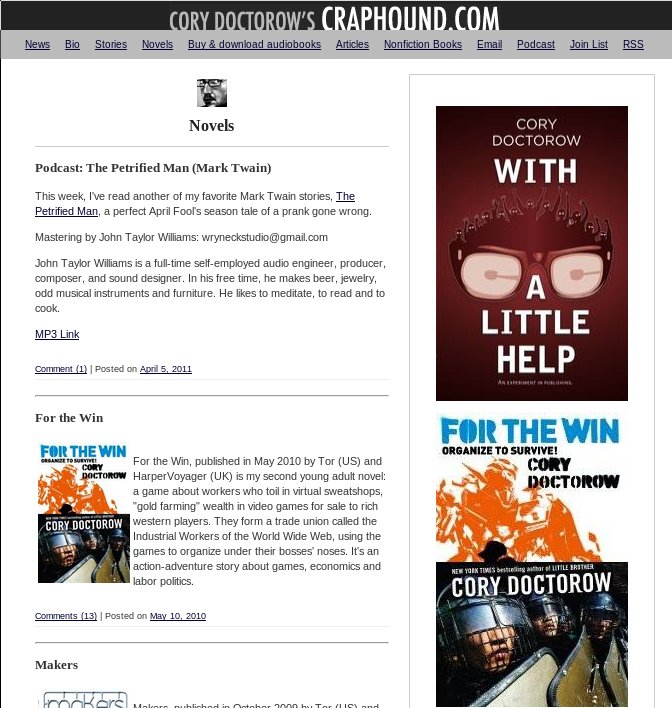 CORY DOCTOROW'S CRAPHOUND.COM
News Bio Stories Novels Buy & download audiobooks Articles Nonfiction Books Email Podcast Join List RSS
Novels
Podcast: The Petrified Man (Mark Twain)
This week, I've read another of my favorite Mark Twain stories, The
Petrified Man, a perfect April Fool's season tale of a prank gone wrong.
Mastering by John Taylor Williams: wryneckstudio@gmail.com
John Taylor Williams is a full-time self-employed audio engineer, producer,
composer, and sound designer. In his free time, he makes beer, jewelry,
odd musical instruments and furniture. He likes to meditate, to read and to
cook.
MP3 Link
Comment (1) | Posted on April 5, 2011
For the Win
FOR THE WIN
ORGANIZE TO SURVIVE!
CORY
DOCTOROW
CORY DOCTOROW
For the Win, published in May 2010 by Tor (US) and
HarperVoyager (UK) is my second young adult novel:
a game about workers who toil in virtual sweatshops,
"gold farming" wealth in video games for sale to rich
western players. They form a trade union called the
Industrial Workers of the World Wide Web, using the
games to organize under their bosses' noses. It's an
action-adventure story about games, economics and
labor politics.
Comments (13) | Posted on May 10, 2010
Makers
makers
Makers, published in October 2009 by Tor (US) and
CORY
DOCTOROW
WITH
A
LITTLE
HELP
AN EXPERIMENT IN PUBLISHING.
FOR THE WIN
ORGANIZE TO SURVIVE!
CORY
DOCTOROW
NEW YORK TIMES bestselling author of LITTLE BROTHER
CORY DOCTOROW